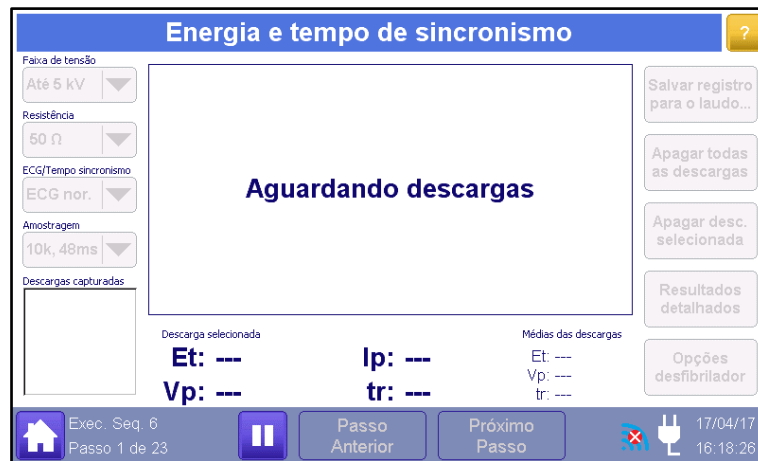 Energia e tempo de sincronismo
?
Faixa de tensão
Até 5 kV
Resistência
50 Ω
ECG/Tempo sincronismo
ECG nor.
Amostragem
10k, 48ms
Descargas capturadas
Aguardando descargas
Salvar registro
para o laudo...
Apagar todas
as descargas
Apagar desc.
selecionada
Resultados
detalhados
Opções
desfibrilador
Descarga selecionada
Et: ---
Ip: ---
Vp: ---
tr: ---
Médias das descargas
Et: ---
Vp: ---
tr: ---
Exec. Seq. 6
Passo 1 de 23
Passo
Anterior
Próximo
Passo
17/04/17
16:18:26